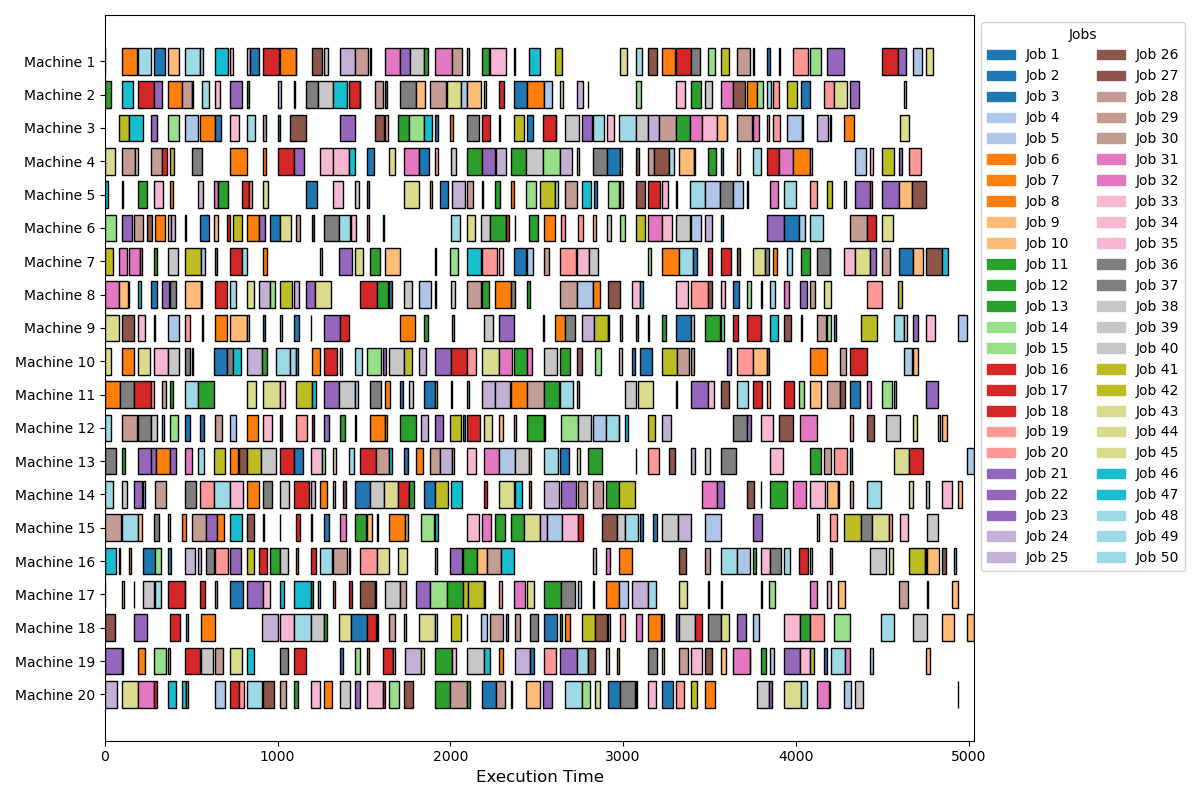 Machine 1
Machine 2
Machine 3
Machine 4
Machine 5
Machine 6
Machine 7
Machine 8
Machine 9
Machine 10
Machine 11
Machine 12
Machine 13
Machine 14
Machine 15
Machine 16
Machine 17
Machine 18
Machine 19
Machine 20
0 1000 2000 3000 4000 5000
Execution Time
Jobs
Job 1 Job 26
Job 2 Job 27
Job 3 Job 28
Job 4 Job 29
Job 5 Job 30
Job 6 Job 31
Job 7 Job 32
Job 8 Job 33
Job 9 Job 34
Job 10 Job 35
Job 11 Job 36
Job 12 Job 37
Job 13 Job 38
Job 14 Job 39
Job 15 Job 40
Job 16 Job 41
Job 17 Job 42
Job 18 Job 43
Job 19 Job 44
Job 20 Job 45
Job 21 Job 46
Job 22 Job 47
Job 23 Job 48
Job 24 Job 49
Job 25 Job 50